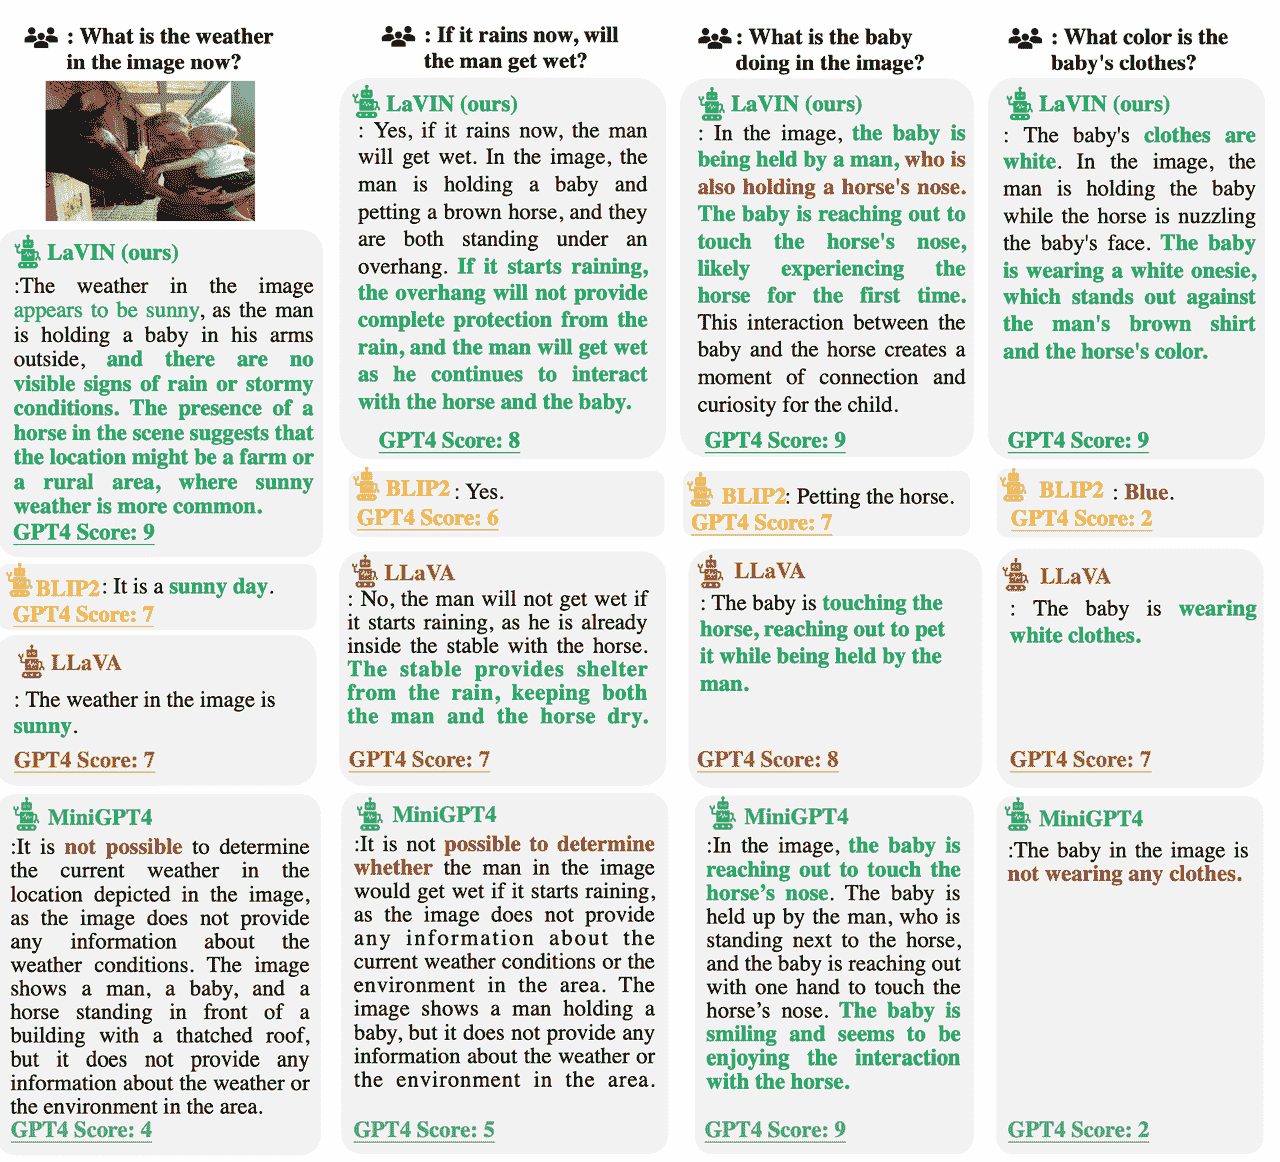 : What is the weather
in the image now?
LaVIN (ours)
:The weather in the image
appears to be sunny, as the man
is holding a baby in his arms
outside, and there are no
visible signs of rain or stormy
conditions. The presence of a
horse in the scene suggests that
the location might be a farm or
a rural area, where sunny
weather is more common.
GPT4 Score: 9
BLIP2: It is a sunny day.
GPT4 Score: 7
LLaVA
: The weather in the image is
sunny.
GPT4 Score: 7
MiniGPT4
:It is not possible to determine
the current weather in the
location depicted in the image,
as the image does not provide
any information about the
weather conditions. The image
shows a man, a baby, and a
horse standing in front of a
building with a thatched roof,
but it does not provide any
information about the weather or
the environment in the area.
GPT4 Score: 4
: If it rains now, will
the man get wet?
LaVIN (ours)
: Yes, if it rains now, the man
will get wet. In the image, the
man is holding a baby and
petting a brown horse, and they
are both standing under an
overhang. If it starts raining,
the overhang will not provide
complete protection from the
rain, and the man will get wet
as he continues to interact
with the horse and the baby.
GPT4 Score: 8
BLIP2 : Yes.
GPT4 Score: 6
LLaVA
: No, the man will not get wet if
it starts raining, as he is already
inside the stable with the horse.
The stable provides shelter
from the rain, keeping both
the man and the horse dry.
GPT4 Score: 7
MiniGPT4
:It is not possible to determine
whether the man in the image
would get wet if it starts raining,
as the image does not provide
any information about the
current weather conditions or the
environment in the area. The
image shows a man holding a
baby, but it does not provide any
information about the weather or
the environment in the area.
GPT4 Score: 5
: What is the baby
doing in the image?
LaVIN (ours)
: In the image, the baby is
being held by a man, who is
also holding a horse's nose.
The baby is reaching out to
touch the horse's nose,
likely experiencing the
horse for the first time.
This interaction between the
baby and the horse creates a
moment of connection and
curiosity for the child.
GPT4 Score: 9
BLIP2: Petting the horse.
GPT4 Score: 7
LLaVA
: The baby is touching the
horse, reaching out to pet
it while being held by the
man.
GPT4 Score: 8
MiniGPT4
:In the image, the baby is
reaching out to touch the
horse’s nose. The baby is
held up by the man, who is
standing next to the horse,
and the baby is reaching out
with one hand to touch the
horse’s nose. The baby is
smiling and seems to be
enjoying the interaction
with the horse.
GPT4 Score: 9
: What color is the
baby's clothes?
LaVIN (ours)
: The baby's clothes are
white. In the image, the
man is holding the baby
while the horse is nuzzling
the baby's face. The baby
is wearing a white onesie,
which stands out against
the man's brown shirt
and the horse's color.
GPT4 Score: 9
BLIP2 : Blue.
GPT4 Score: 2
LLaVA
: The baby is wearing
white clothes.
GPT4 Score: 7
MiniGPT4
:The baby in the image is
not wearing any clothes.
GPT4 Score: 2